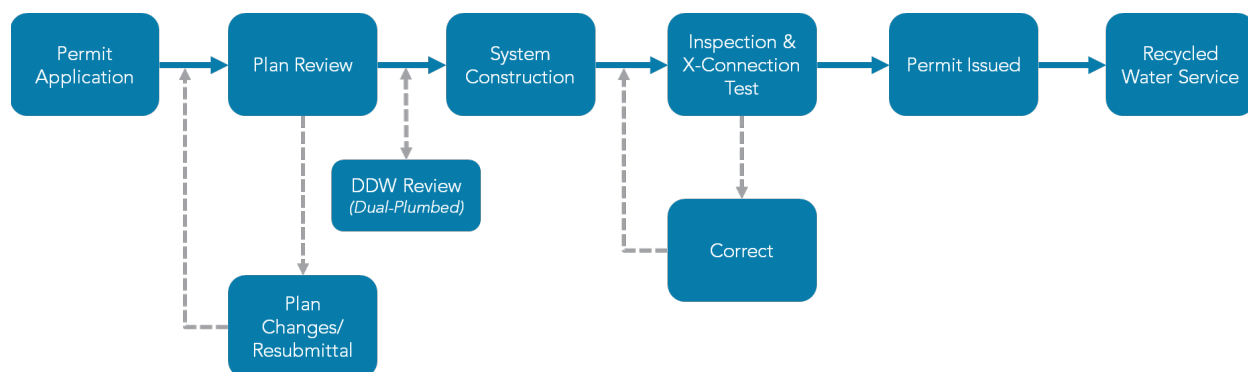 Permit
Application
Plan Review
System
Construction
Inspection &
X-Connection
Test
Permit Issued
Recycled
Water Service
DDW Review
(Dual-Plumbed)
Correct
Plan
Changes/
Resubmittal